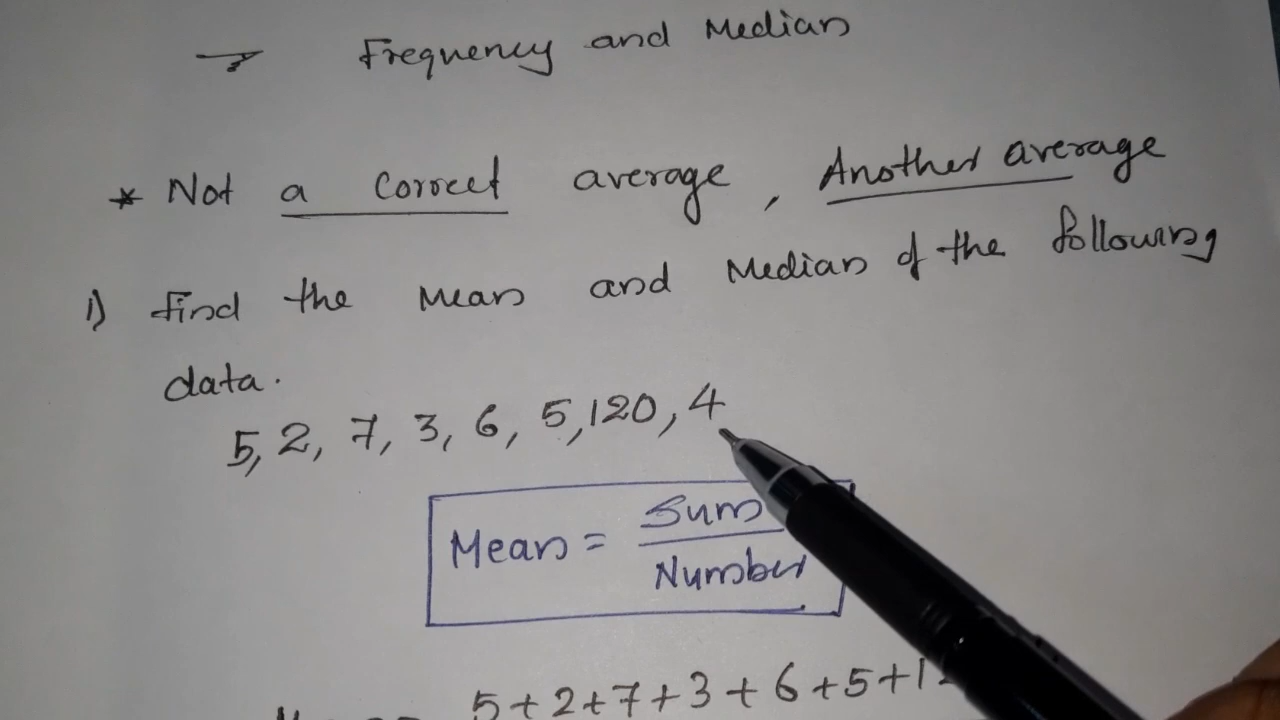 → Frequency and Median
* Not a correct average, Another average
1) Find the Mean and Median of the following
data.
5, 2, 7, 3, 6, 5, 120, 4
Mean = Sum
Number
5+2+7+3+6+5+1